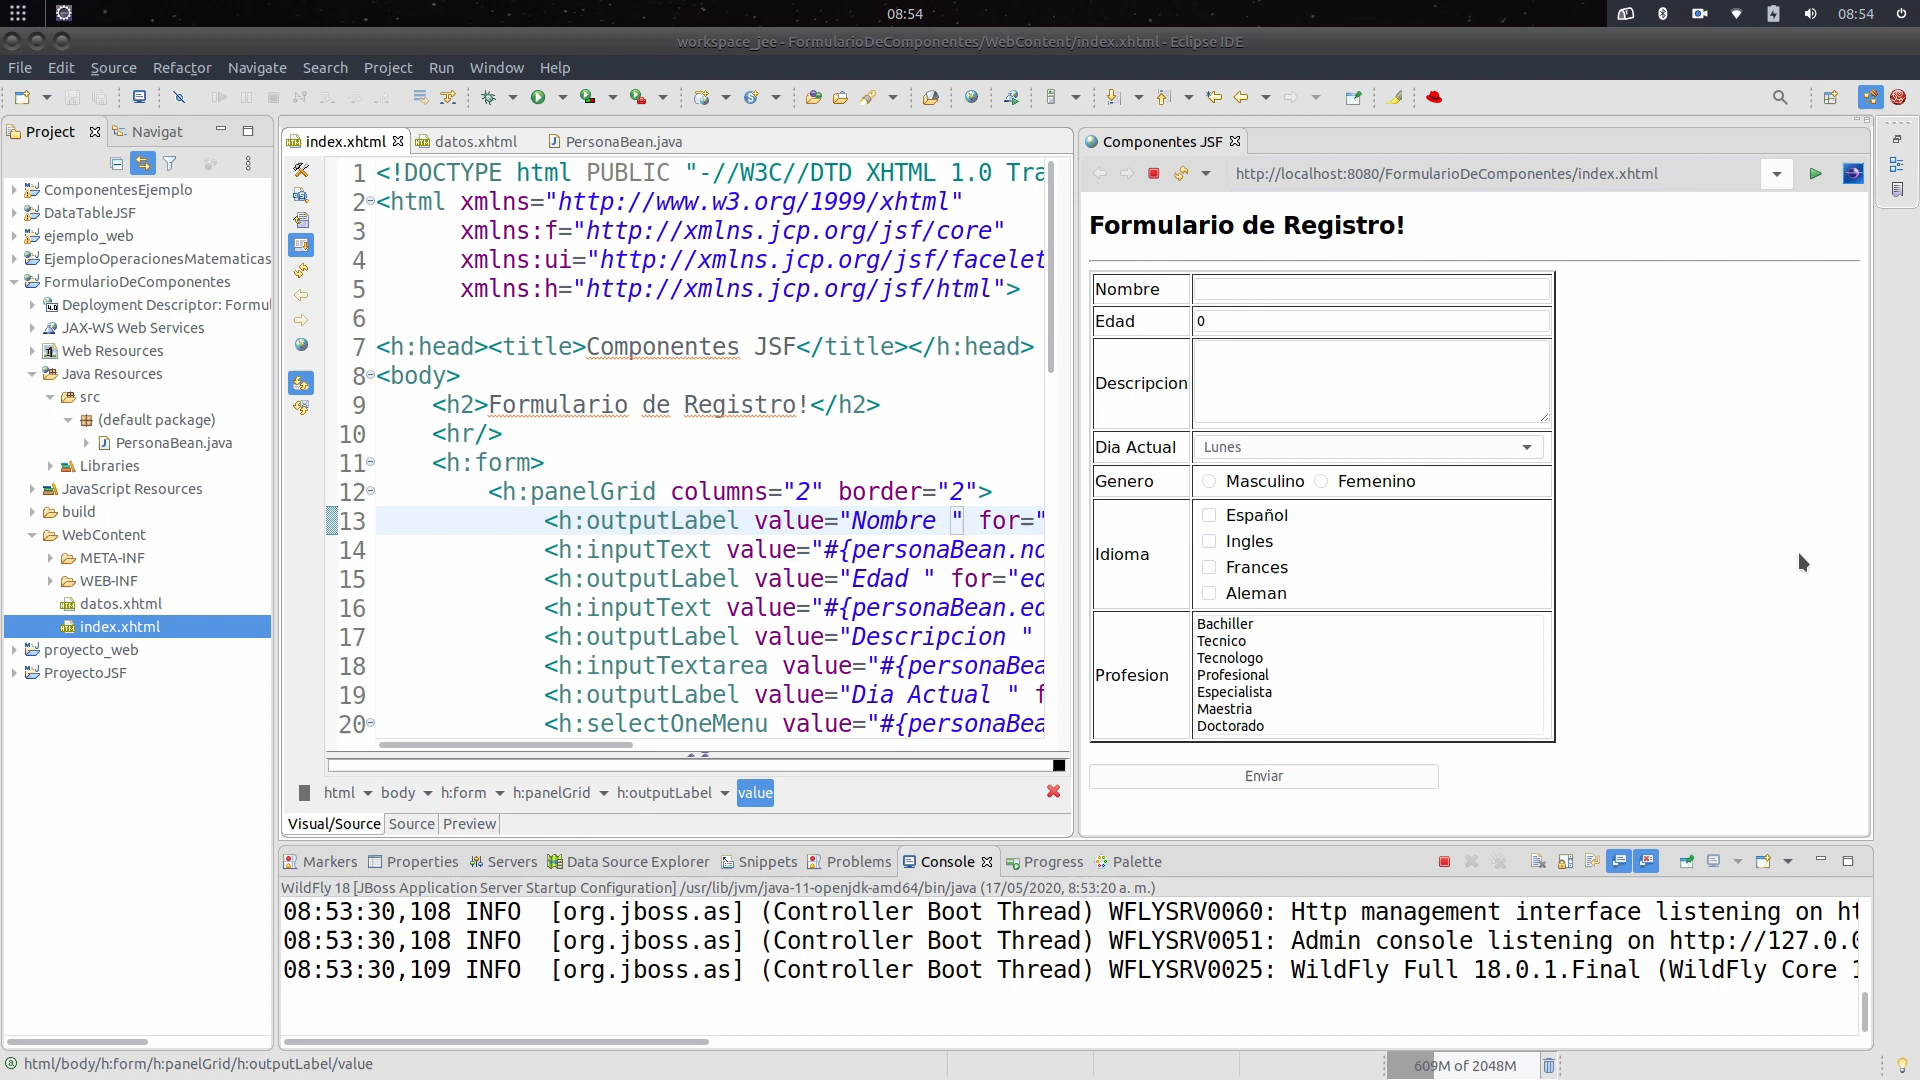 08:54
08:54
workspace_jee - FormularioDeComponentes/WebContent/index.xhtml - Eclipse IDE
File Edit Source Refactor Navigate Search Project Run Window Help
Project
Navigat
ComponentesEjemplo
DataTableJSF
ejemplo_web
EjemploOperacionesMatematicas
FormularioDeComponentes
Deployment Descriptor: Formul
JAX-WS Web Services
Web Resources
Java Resources
src
(default package)
PersonaBean.java
Libraries
JavaScript Resources
build
WebContent
META-INF
WEB-INF
datos.xhtml
index.xhtml
proyecto_web
ProyectoJSF
index.xhtml datos.xhtml PersonaBean.java
1 <!DOCTYPE html PUBLIC "-//W3C//DTD XHTML 1.0 Tra
2 <html xmlns="http://www.w3.org/1999/xhtml"
3 xmlns:f="http://xmlns.jcp.org/jsf/core"
4 xmlns:ui="http://xmlns.jcp.org/jsf/facelet
5 xmlns:h="http://xmlns.jcp.org/jsf/html">
6
7 <h:head><title>Componentes JSF</title></h:head>
8 <body>
9 <h2>Formulario de Registro!</h2>
10 <hr/>
11 <h:form>
12 <h:panelGrid columns="2" border="2">
13 <h:outputLabel value="Nombre " for="
14 <h:inputText value="#{personaBean.no
15 <h:outputLabel value="Edad " for="ed
16 <h:inputText value="#{personaBean.ed
17 <h:outputLabel value="Descripcion "
18 <h:inputTextarea value="#{personaBea
19 <h:outputLabel value="Dia Actual " f
20 <h:selectOneMenu value="#{personaBea
html body h:form h:panelGrid h:outputLabel value
Visual/Source Source Preview
Componentes JSF
http://localhost:8080/FormularioDeComponentes/index.xhtml
Formulario de Registro!
Nombre
Edad 0
Descripcion
Dia Actual Lunes
Genero Masculino Femenino
Idioma
Español
Ingles
Frances
Aleman
Profesion
Bachiller
Tecnico
Tecnologo
Profesional
Especialista
Maestria
Doctorado
Enviar
Markers Properties Servers Data Source Explorer Snippets Problems Console Progress Palette
WildFly 18 [JBoss Application Server Startup Configuration] /usr/lib/jvm/java-11-openjdk-amd64/bin/java (17/05/2020, 8:53:20 a. m.)
08:53:30,108 INFO [org.jboss.as] (Controller Boot Thread) WFLYSRV0060: Http management interface listening on ht
08:53:30,108 INFO [org.jboss.as] (Controller Boot Thread) WFLYSRV0051: Admin console listening on http://127.0.0
08:53:30,109 INFO [org.jboss.as] (Controller Boot Thread) WFLYSRV0025: WildFly Full 18.0.1.Final (WildFly Core 1
html/body/h:form/h:panelGrid/h:outputLabel/value
609M of 2048M